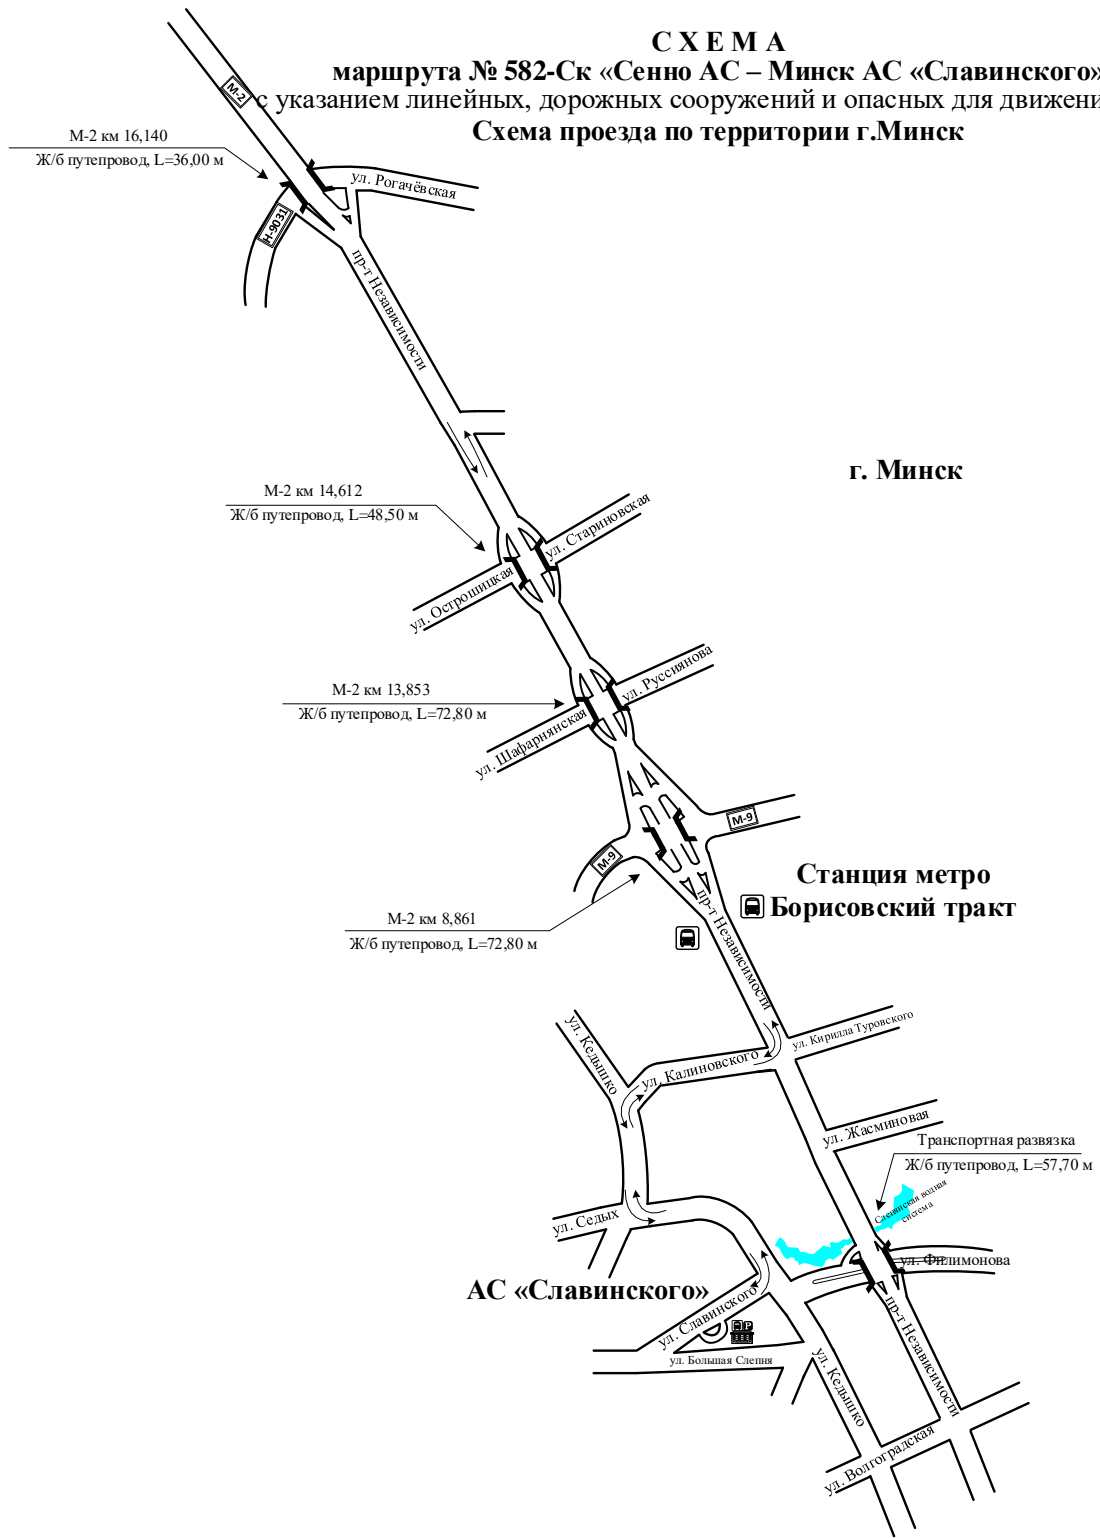 С Х Е М А
маршрута № 582-Ск «Сенно АС – Минск АС «Славинского»
с указанием линейных, дорожных сооружений и опасных для движени
Схема проезда по территории г.Минск
М-2
М-2 км 16,140
Ж/б путепровод, L=36,00 м
ул. Рогачёвская
Н-9031
пр-т Независимости
г. Минск
М-2 км 14,612
Ж/б путепровод, L=48,50 м
ул. Стариновская
ул. Острошицкая
ул. Руссиянова
М-2 км 13,853
Ж/б путепровод, L=72,80 м
ул. Шафарнянская
М-9
М-9
Станция метро
Борисовский тракт
М-2 км 8,861
Ж/б путепровод, L=72,80 м
пр-т Независимости
ул. Кедышко
ул. Кирилла Туровского
ул. Калиновского
ул. Жасминовая
Транспортная развязка
Ж/б путепровод, L=57,70 м
Слепянская водная
система
ул. Седых
ул. Филимонова
АС «Славинского»
ул. Славинского
ул. Большая Слепня
пр-т Независимости
ул. Кедышко
ул. Волгоградская